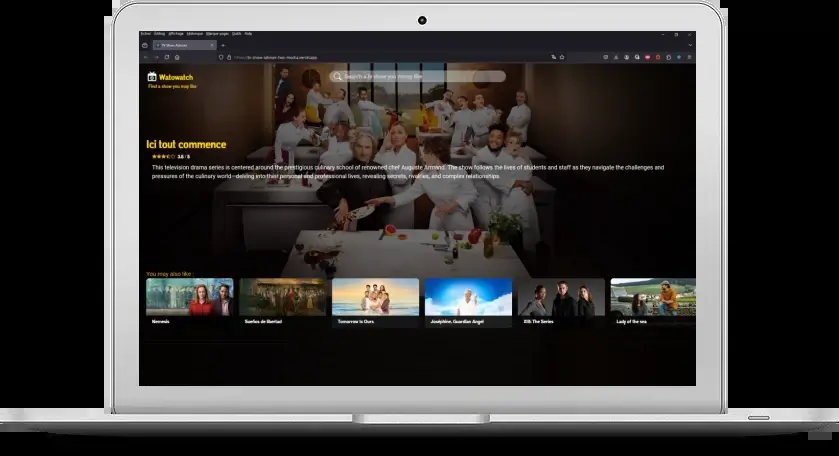 Fichier Édition Affichage Historique Marque-pages Outils Aide
TV Show Advisor
Watowatch
Find a show you may like
Search a tv show you may like
Ici tout commence
3.8 / 5
This television drama series is centered around the prestigious culinary school of renowned chef Auguste Armand. The show follows the lives of students and staff as they navigate the challenges and
pressures of the culinary world—delving into their personal and professional lives, revealing secrets, rivalries, and complex relationships
You may also like :
Nemesis
Sueños de libertad
Tomorrow Is Ours
Joséphine, Guardian Angel
XIII: The Series
Lady of the sea